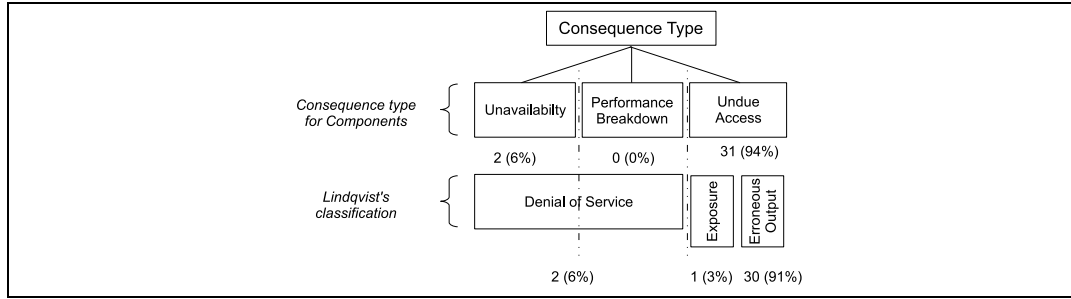 Consequence Type
Consequence type
for Components
Unavailabilty
Performance
Breakdown
Undue
Access
2 (6%)
0 (0%)
31 (94%)
Lindqvist's
classification
Denial of Service
Exposure
Erroneous
Output
2 (6%)
1 (3%)
30 (91%)